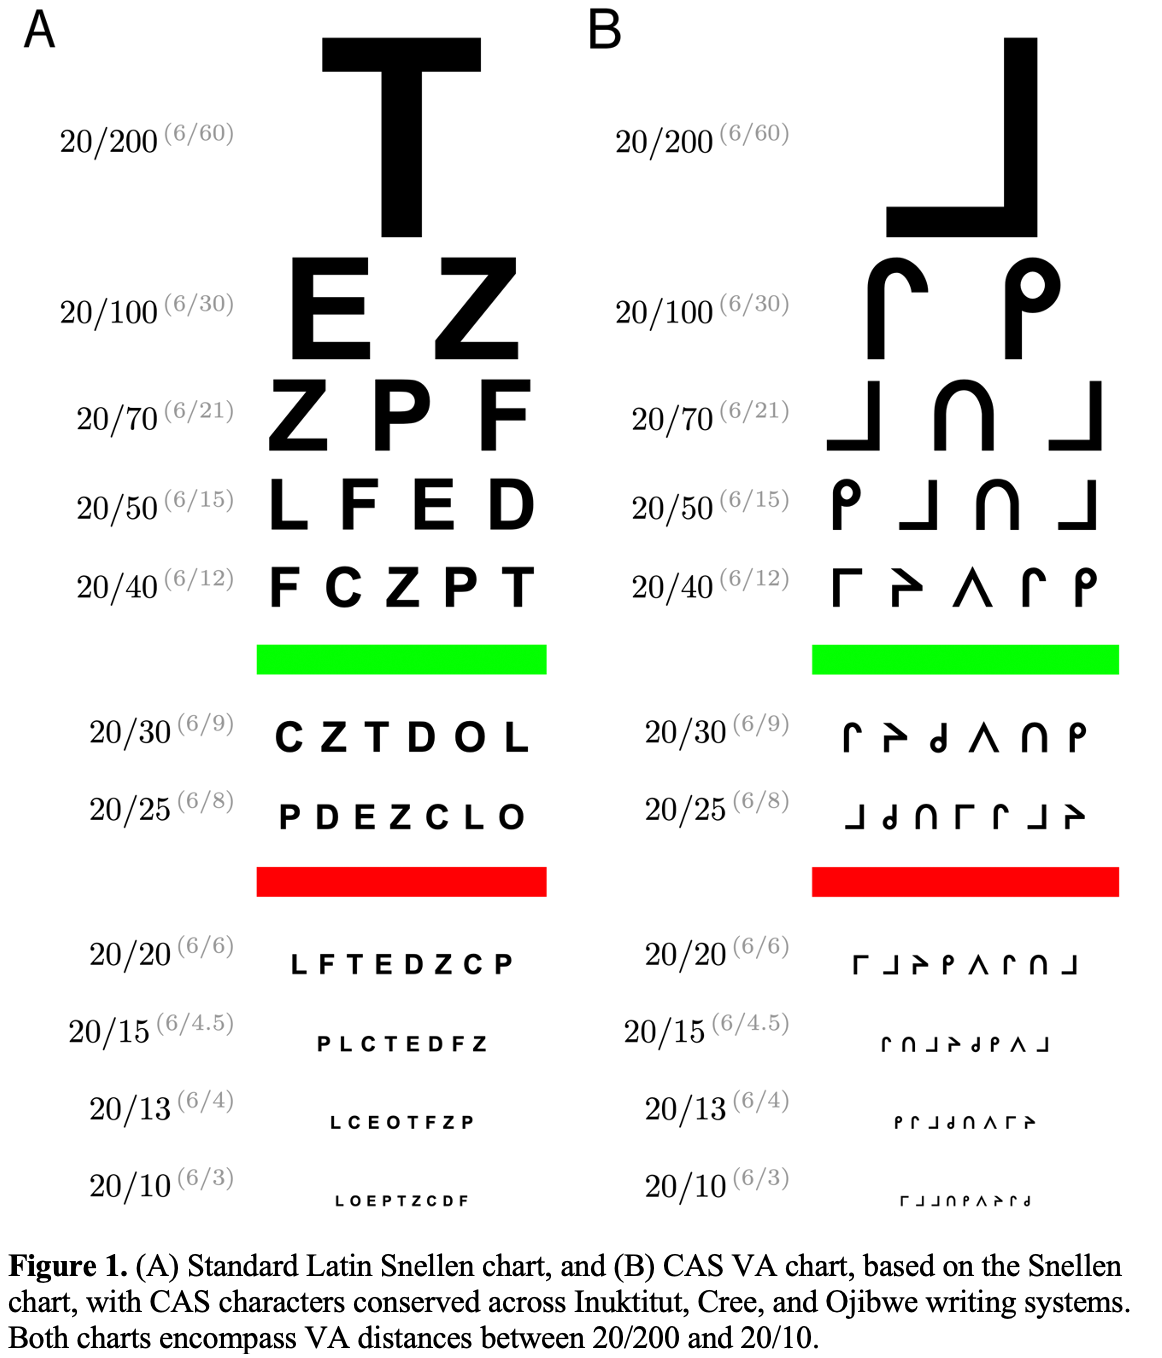 A
20/200 (6/60) T
20/100 (6/30) E Z
20/70 (6/21) Z P F
20/50 (6/15) L F E D
20/40 (6/12) F C Z P T
20/30 (6/9) C Z T D O L
20/25 (6/8) P D E Z C L O
20/20 (6/6) L F T E D Z C P
20/15 (6/4.5) P L C T E D F Z
20/13 (6/4) L C E O T F Z P
20/10 (6/3) L O E P T Z C D F
B
20/200 (6/60) ᒧ
20/100 (6/30) ᒋ ᑭ
20/70 (6/21) ᒧ ᑎ ᒧ
20/50 (6/15) ᑭ ᒧ ᑎ ᒧ
20/40 (6/12) ᒥ ᔨ ᐱ ᒋ ᑭ
20/30 (6/9) ᒋ ᔨ ᑯ ᐱ ᑎ ᑭ
20/25 (6/8) ᒧ ᑯ ᑎ ᒥ ᒋ ᒧ ᔨ
20/20 (6/6) ᒥ ᒧ ᔨ ᑭ ᐱ ᒋ ᑎ ᒧ
20/15 (6/4.5) ᒋ ᑎ ᒧ ᔨ ᑯ ᑭ ᐱ ᒧ
20/13 (6/4) ᑭ ᒋ ᒧ ᑯ ᑎ ᐱ ᒥ ᔨ
20/10 (6/3) ᒥ ᒧ ᒧ ᑎ ᑭ ᐱ ᔨ ᒋ ᑯ
Figure 1. (A) Standard Latin Snellen chart, and (B) CAS VA chart, based on the Snellen
chart, with CAS characters conserved across Inuktitut, Cree, and Ojibwe writing systems.
Both charts encompass VA distances between 20/200 and 20/10.